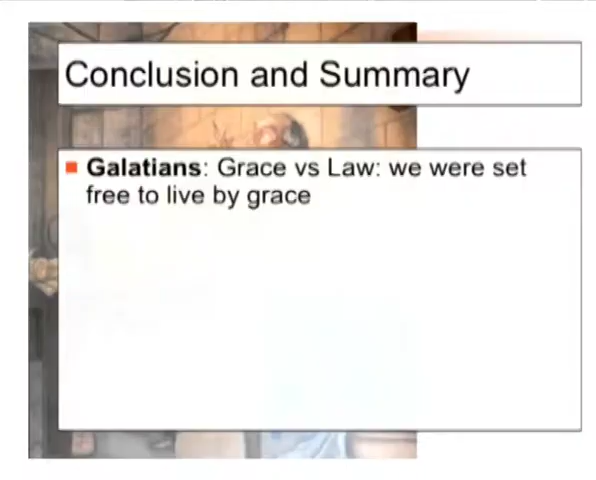 Conclusion and Summary
Galatians: Grace vs Law: we were set
free to live by grace